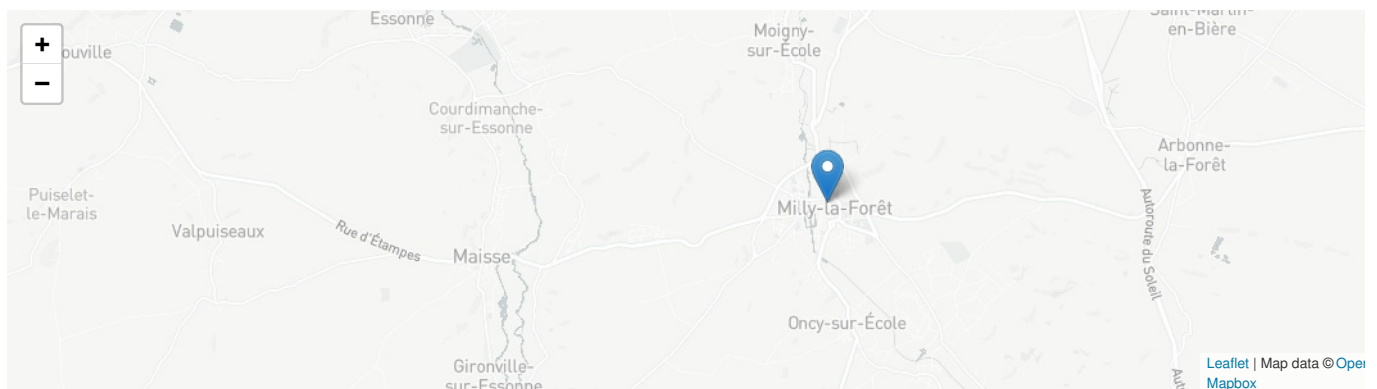 +
−
ouville
Essonne
Moigny-
sur-École
Saint-Martin-
en-Bière
Courdimanche-
sur-Essonne
Arbonne-
la-Forêt
Puiselet-
le-Marais
Valpuiseaux
Rue d'Étampes
Maisse
Milly-la-Forêt
Autoroute du Soleil
Oncy-sur-École
Gironville-
sur-Essonne
Auto
Leaflet | Map data © Oper
Mapbox